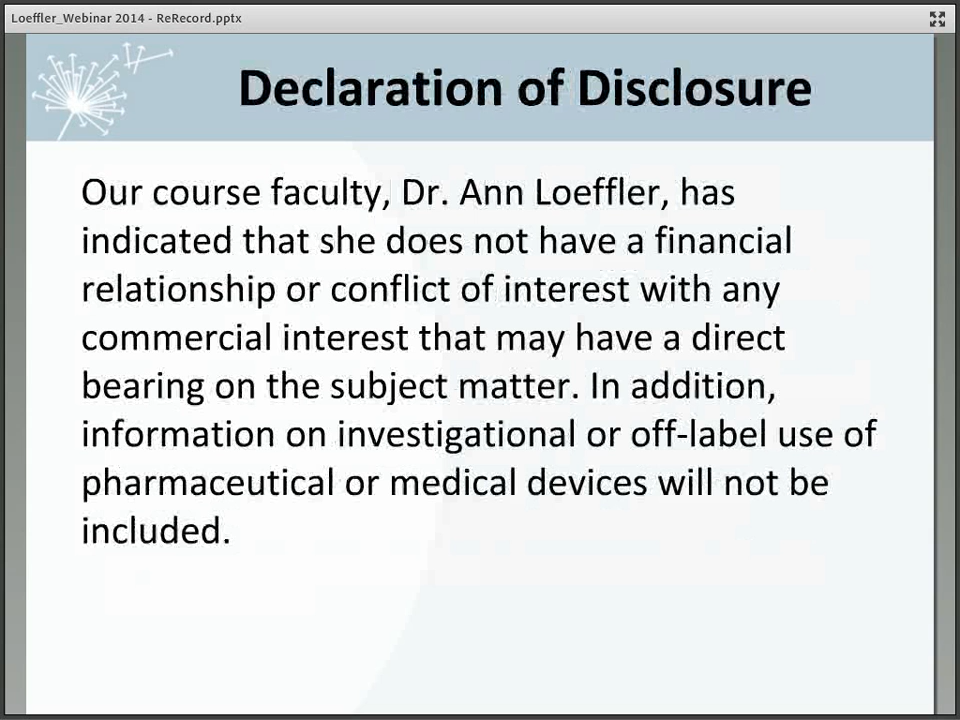 Loeffler_Webinar 2014 - ReRecord.pptx
Declaration of Disclosure
Our course faculty, Dr. Ann Loeffler, has
indicated that she does not have a financial
relationship or conflict of interest with any
commercial interest that may have a direct
bearing on the subject matter. In addition,
information on investigational or off-label use of
pharmaceutical or medical devices will not be
included.